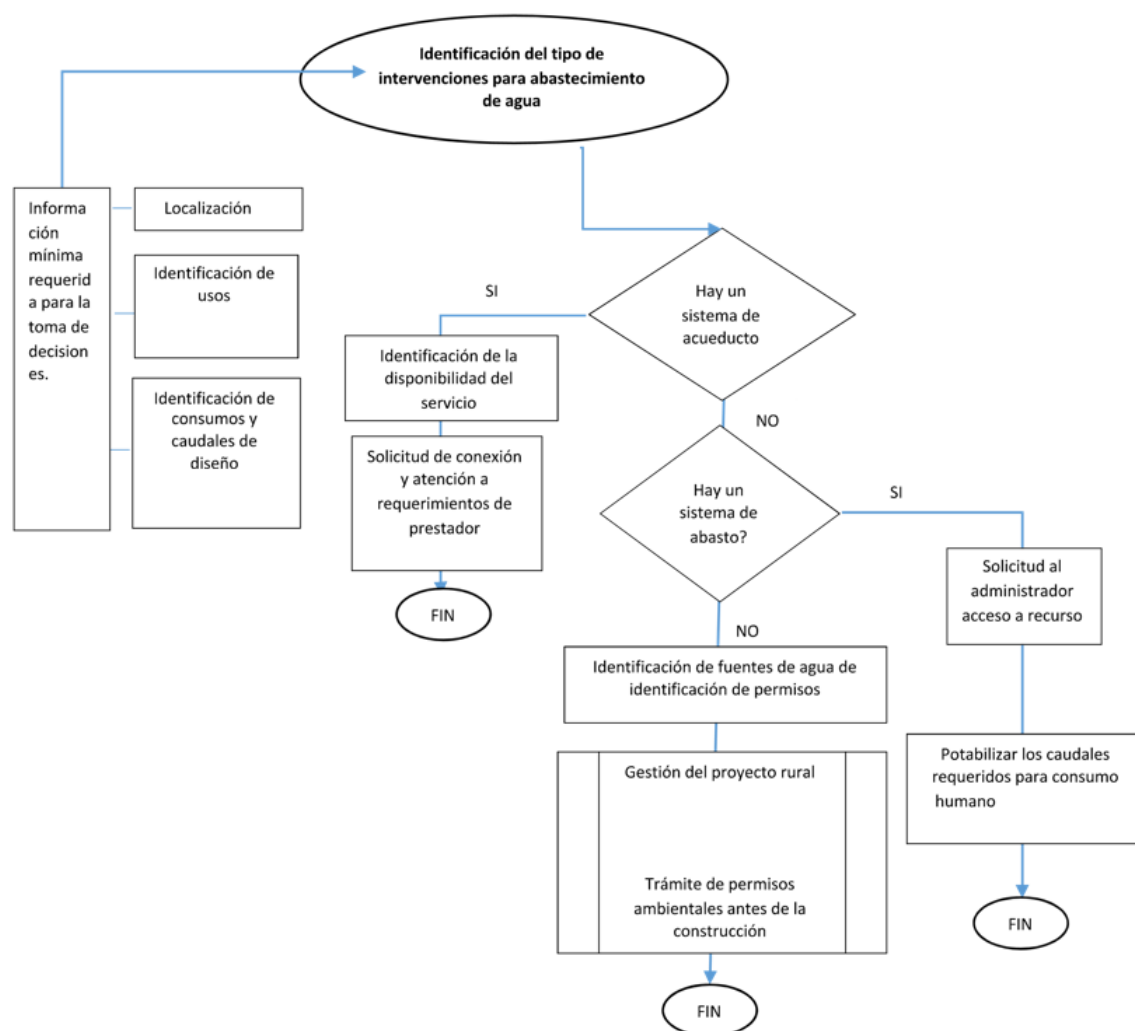 Identificación del tipo de
intervenciones para abastecimiento
de agua
Informa
ción
mínima
requerid
a para la
toma de
decision
es.
Localización
Identificación de
usos
Identificación de
consumos y
caudales de
diseño
Hay un
sistema de
acueducto
SI
Identificación de la
disponibilidad del
servicio
Solicitud de conexión
y atención a
requerimientos de
prestador
FIN
NO
Hay un
sistema de
abasto?
SI
Solicitud al
administrador
acceso a recurso
Potabilizar los caudales
requeridos para consumo
humano
FIN
NO
Identificación de fuentes de agua de
identificación de permisos
Gestión del proyecto rural
Trámite de permisos
ambientales antes de la
construcción
FIN